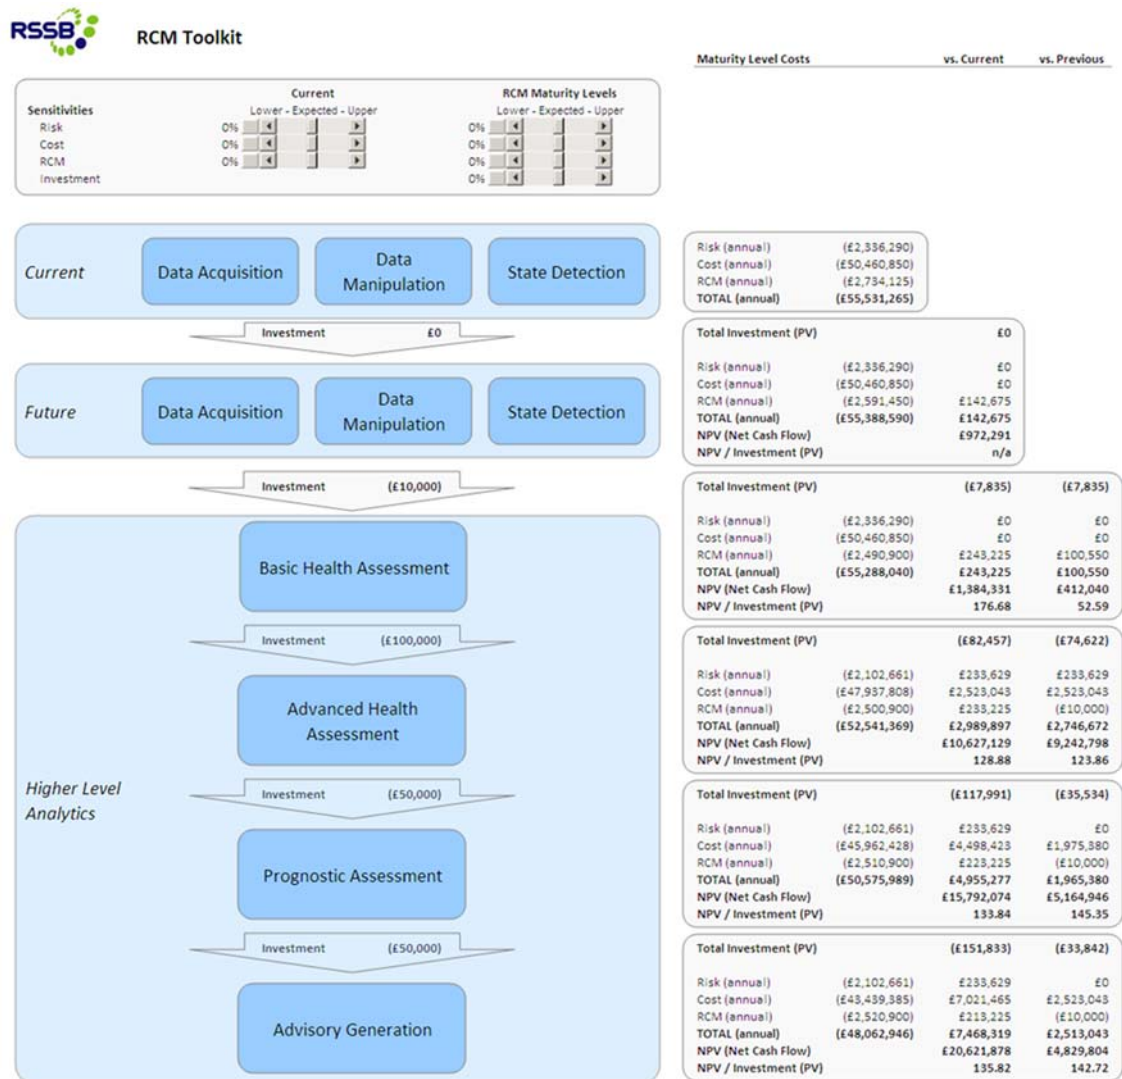 RSSB
RCM Toolkit
Maturity Level Costs vs. Current vs. Previous
Current RCM Maturity Levels
Sensitivities Lower - Expected - Upper Lower - Expected - Upper
Risk 0% 0%
Cost 0% 0%
RCM 0% 0%
Investment 0%
Current
Data Acquisition
Data
Manipulation
State Detection
Risk (annual) (£2,336,290)
Cost (annual) (£50,460,850)
RCM (annual) (£2,734,125)
TOTAL (annual) (£55,531,265)
Investment £0
Total Investment (PV) £0
Future
Data Acquisition
Data
Manipulation
State Detection
Risk (annual) (£2,336,290) £0
Cost (annual) (£50,460,850) £0
RCM (annual) (£2,591,450) £142,675
TOTAL (annual) (£55,388,590) £142,675
NPV (Net Cash Flow) £972,291
NPV / Investment (PV) n/a
Investment (£10,000)
Total Investment (PV) (£7,835) (£7,835)
Higher Level
Analytics
Basic Health Assessment
Risk (annual) (£2,336,290) £0 £0
Cost (annual) (£50,460,850) £0 £0
RCM (annual) (£2,490,900) £243,225 £100,550
TOTAL (annual) (£55,288,040) £243,225 £100,550
NPV (Net Cash Flow) £1,384,331 £412,040
NPV / Investment (PV) 176.68 52.59
Investment (£100,000)
Total Investment (PV) (£82,457) (£74,622)
Advanced Health
Assessment
Risk (annual) (£2,102,661) £233,629 £233,629
Cost (annual) (£47,937,808) £2,523,043 £2,523,043
RCM (annual) (£2,500,900) £233,225 (£10,000)
TOTAL (annual) (£52,541,369) £2,989,897 £2,746,672
NPV (Net Cash Flow) £10,627,129 £9,242,798
NPV / Investment (PV) 128.88 123.86
Investment (£50,000)
Total Investment (PV) (£117,991) (£35,534)
Prognostic Assessment
Risk (annual) (£2,102,661) £233,629 £0
Cost (annual) (£45,962,428) £4,498,423 £1,975,380
RCM (annual) (£2,510,900) £223,225 (£10,000)
TOTAL (annual) (£50,575,989) £4,955,277 £1,965,380
NPV (Net Cash Flow) £15,792,074 £5,164,946
NPV / Investment (PV) 133.84 145.35
Investment (£50,000)
Total Investment (PV) (£151,833) (£33,842)
Advisory Generation
Risk (annual) (£2,102,661) £233,629 £0
Cost (annual) (£43,439,385) £7,021,465 £2,523,043
RCM (annual) (£2,520,900) £213,225 (£10,000)
TOTAL (annual) (£48,062,946) £7,468,319 £2,513,043
NPV (Net Cash Flow) £20,621,878 £4,829,804
NPV / Investment (PV) 135.82 142.72